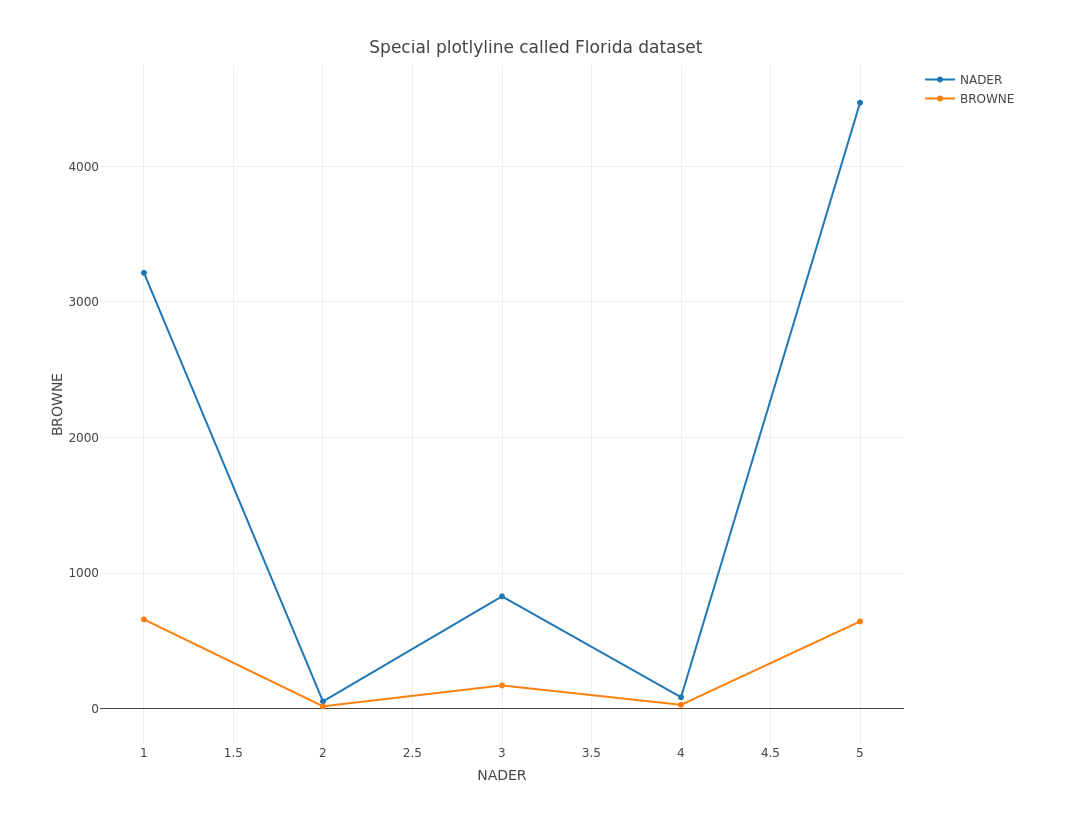 Special plotlyline called Florida dataset
NADER
BROWNE
BROWNE
4000
3000
2000
1000
0
1 1.5 2 2.5 3 3.5 4 4.5 5
NADER